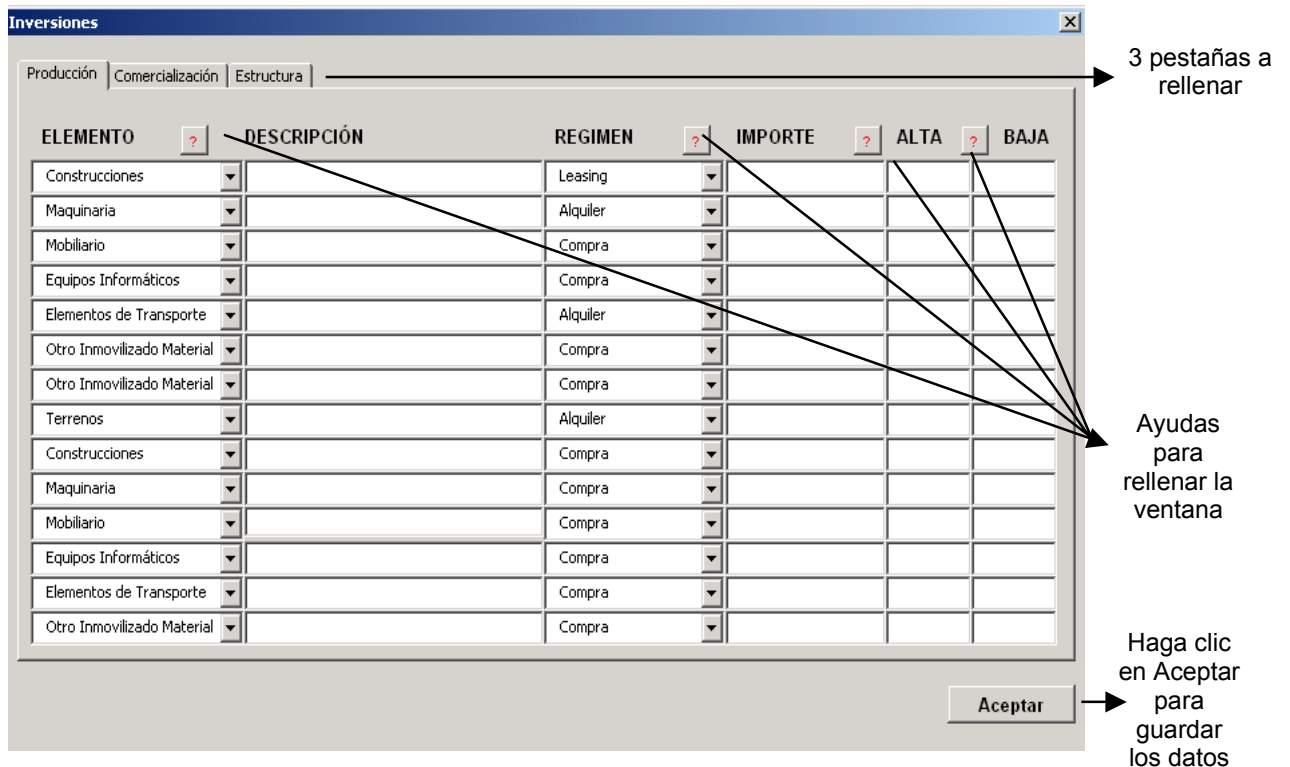 Inversiones
Producción Comercialización Estructura
3 pestañas a
rellenar
ELEMENTO ? DESCRIPCIÓN REGIMEN ? IMPORTE ? ALTA ? BAJA
Construcciones Leasing
Maquinaria Alquiler
Mobiliario Compra
Equipos Informáticos Compra
Elementos de Transporte Alquiler
Otro Inmovilizado Material Compra
Otro Inmovilizado Material Compra
Terrenos Alquiler
Construcciones Compra
Maquinaria Compra
Mobiliario Compra
Equipos Informáticos Compra
Elementos de Transporte Compra
Otro Inmovilizado Material Compra
Ayudas
para
rellenar la
ventana
Aceptar
Haga clic
en Aceptar
para
guardar
los datos